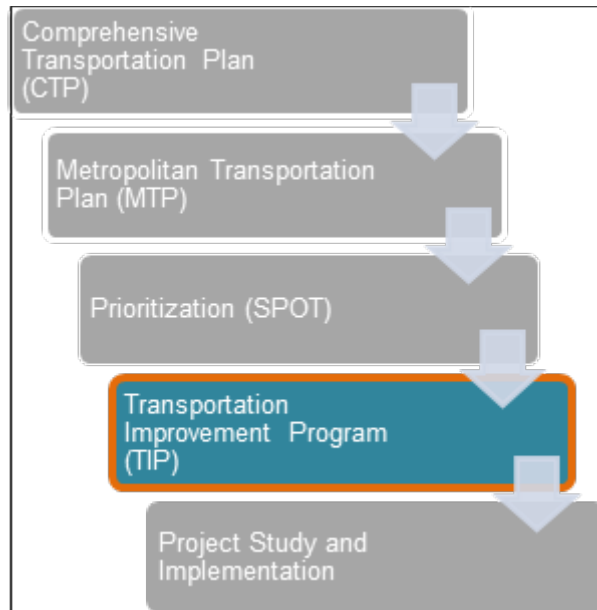 Comprehensive
Transportation Plan
(CTP)
Metropolitan Transportation
Plan (MTP)
Prioritization (SPOT)
Transportation
Improvement Program
(TIP)
Project Study and
Implementation